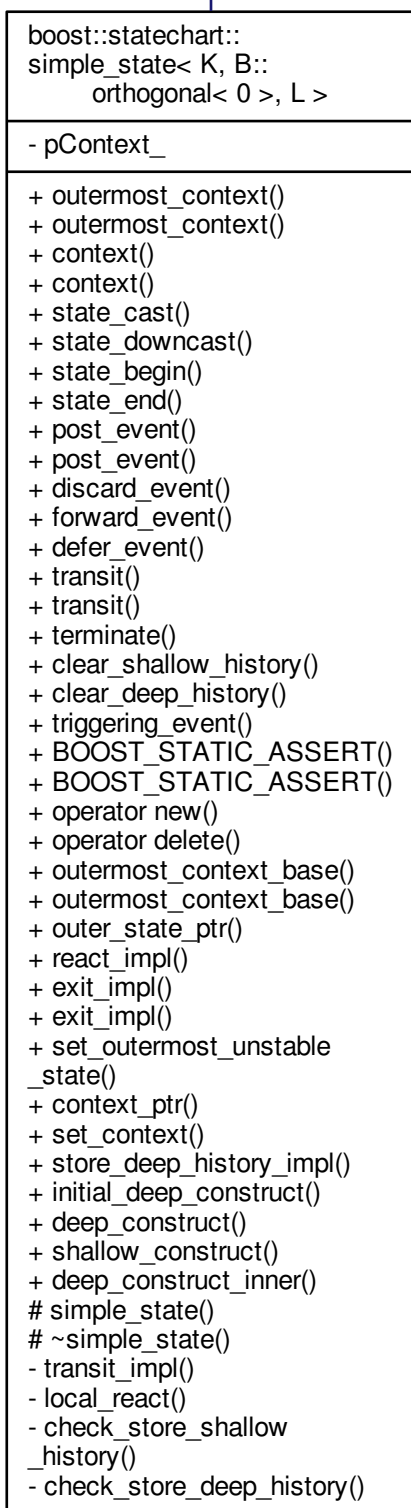 boost::statechart::
simple_state< K, B::
orthogonal< 0 >, L >
- pContext_
+ outermost_context()
+ outermost_context()
+ context()
+ context()
+ state_cast()
+ state_downcast()
+ state_begin()
+ state_end()
+ post_event()
+ post_event()
+ discard_event()
+ forward_event()
+ defer_event()
+ transit()
+ transit()
+ terminate()
+ clear_shallow_history()
+ clear_deep_history()
+ triggering_event()
+ BOOST_STATIC_ASSERT()
+ BOOST_STATIC_ASSERT()
+ operator new()
+ operator delete()
+ outermost_context_base()
+ outermost_context_base()
+ outer_state_ptr()
+ react_impl()
+ exit_impl()
+ exit_impl()
+ set_outermost_unstable
_state()
+ context_ptr()
+ set_context()
+ store_deep_history_impl()
+ initial_deep_construct()
+ deep_construct()
+ shallow_construct()
+ deep_construct_inner()
# simple_state()
# ~simple_state()
- transit_impl()
- local_react()
- check_store_shallow
_history()
- check_store_deep_history()